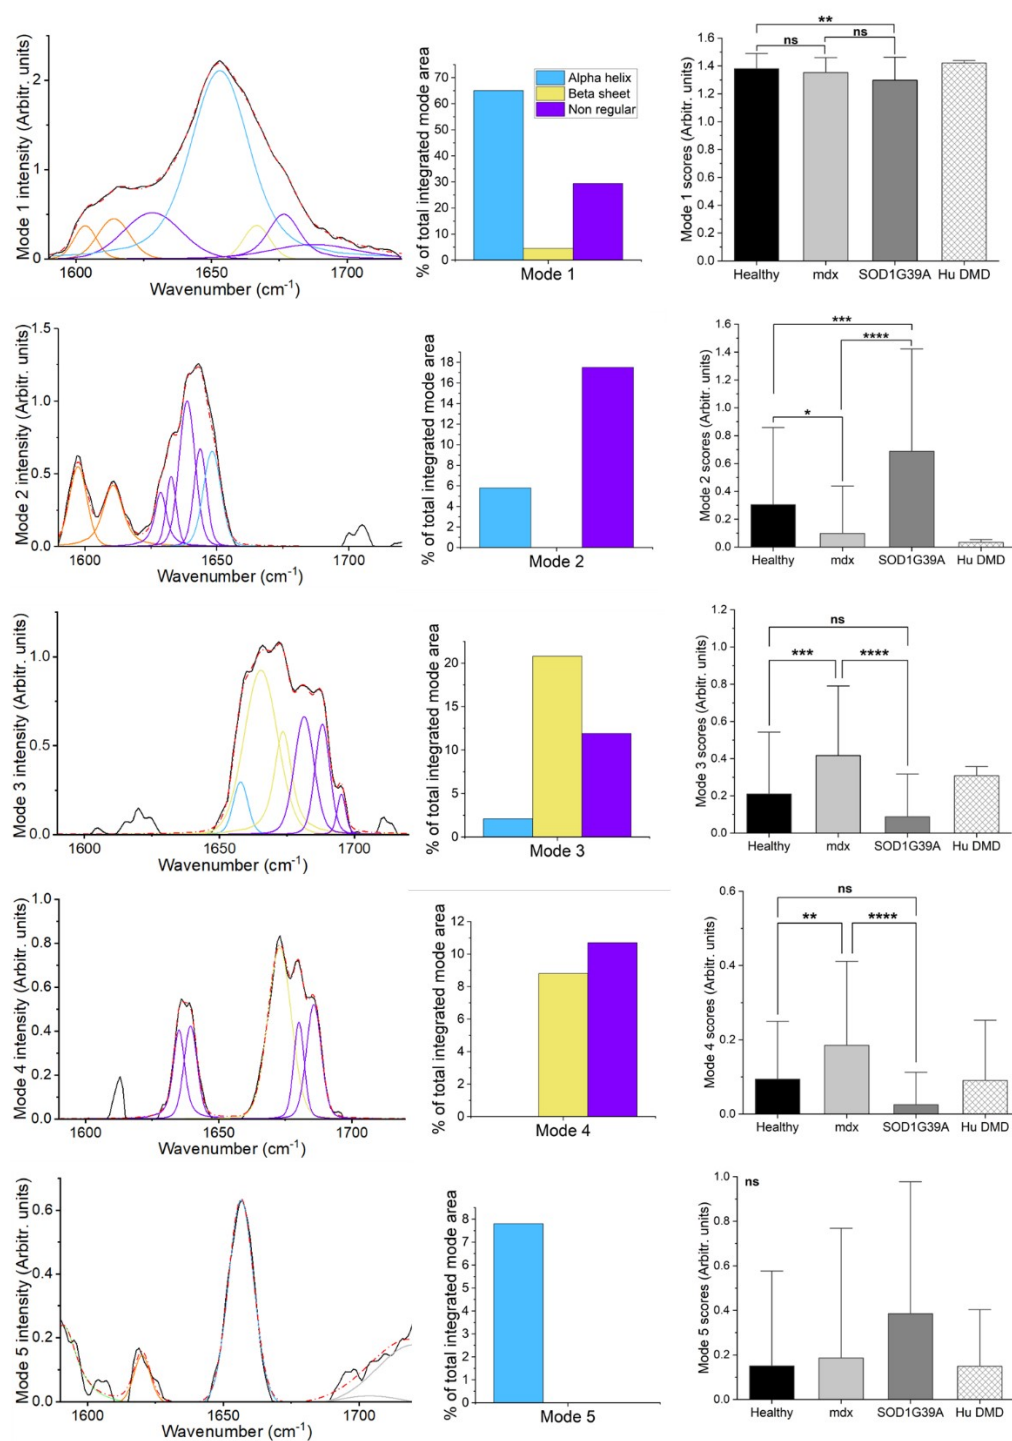 Mode 1 intensity (Arbitr. units)
2
1
0
1600
1650
1700
Wavenumber (cm⁻¹)
% of total integrated mode area
70
60
50
40
30
20
10
0
Alpha helix
Beta sheet
Non regular
Mode 1
Mode 1 scores (Arbitr. units)
1.6
1.4
1.2
1.0
0.8
0.6
0.4
0.2
0.0
**
ns
ns
Healthy
mdx
SOD1G39A
Hu DMD
Mode 2 intensity (Arbitr. units)
1.5
1.0
0.5
0.0
1600
1650
1700
Wavenumber (cm⁻¹)
% of total integrated mode area
18
16
14
12
10
8
6
4
2
0
Mode 2
Mode 2 scores (Arbitr. units)
1.6
1.4
1.2
1.0
0.8
0.6
0.4
0.2
0.0
***
****
*
Healthy
mdx
SOD1G39A
Hu DMD
Mode 3 intensity (Arbitr. units)
1.0
0.5
0.0
1600
1650
1700
Wavenumber (cm⁻¹)
% of total integrated mode area
20
15
10
5
0
Mode 3
Mode 3 scores (Arbitr. units)
1.2
1.0
0.8
0.6
0.4
0.2
0.0
ns
***
****
Healthy
mdx
SOD1G39A
Hu DMD
Mode 4 intensity (Arbitr. units)
1.0
0.8
0.6
0.4
0.2
0.0
1600
1650
1700
Wavenumber (cm⁻¹)
% of total integrated mode area
12
10
8
6
4
2
0
Mode 4
Mode 4 scores (Arbitr. units)
0.6
0.4
0.2
0.0
ns
**
****
Healthy
mdx
SOD1G39A
Hu DMD
Mode 5 intensity (Arbitr. units)
0.6
0.4
0.2
0.0
1600
1650
1700
Wavenumber (cm⁻¹)
% of total integrated mode area
8
7
6
5
4
3
2
1
0
Mode 5
Mode 5 scores (Arbitr. units)
1.0
0.8
0.6
0.4
0.2
0.0
ns
Healthy
mdx
SOD1G39A
Hu DMD